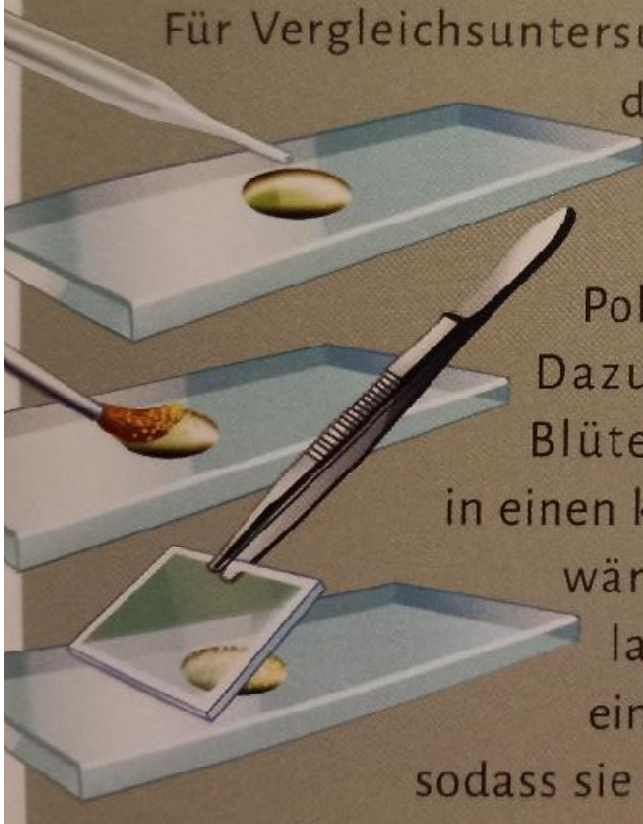 Für Vergleichsuntersu
d
Pol
Dazu
Blüte
in einen k
wär
la
ein
sodass sie